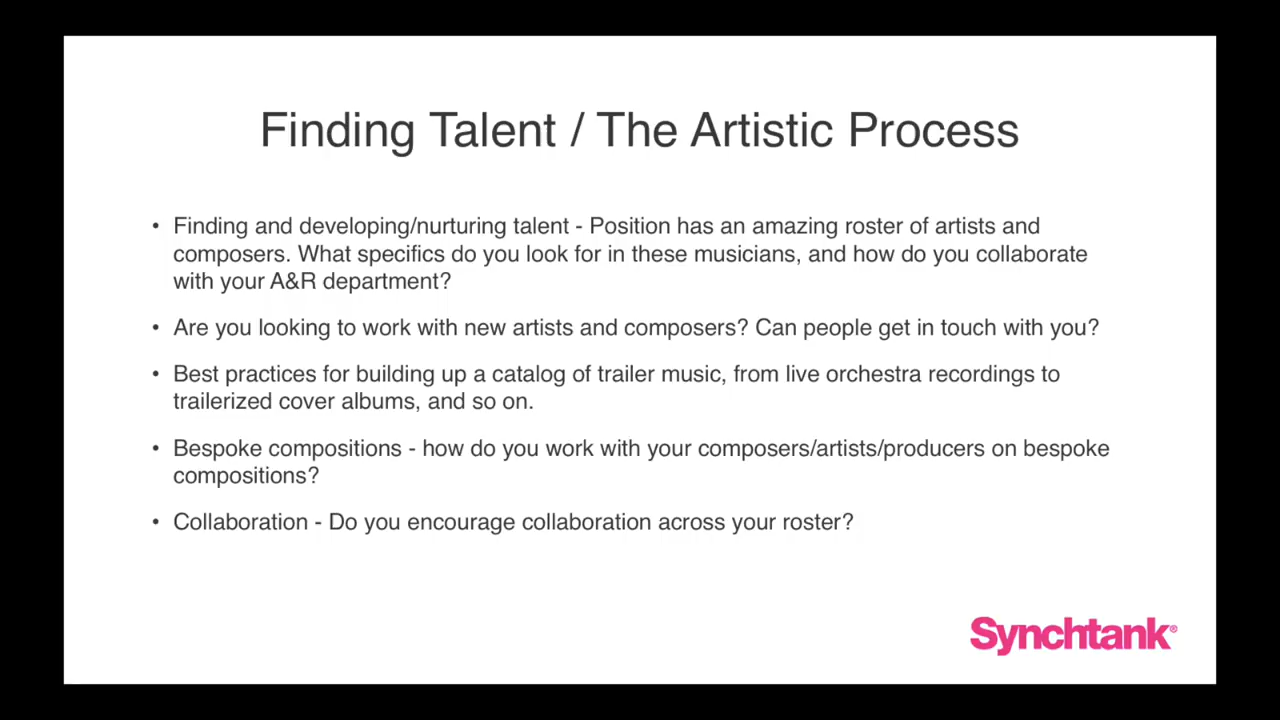 Finding Talent / The Artistic Process
• Finding and developing/nurturing talent - Position has an amazing roster of artists and
composers. What specifics do you look for in these musicians, and how do you collaborate
with your A&R department?
• Are you looking to work with new artists and composers? Can people get in touch with you?
• Best practices for building up a catalog of trailer music, from live orchestra recordings to
trailerized cover albums, and so on.
• Bespoke compositions - how do you work with your composers/artists/producers on bespoke
compositions?
• Collaboration - Do you encourage collaboration across your roster?
Synchtank®